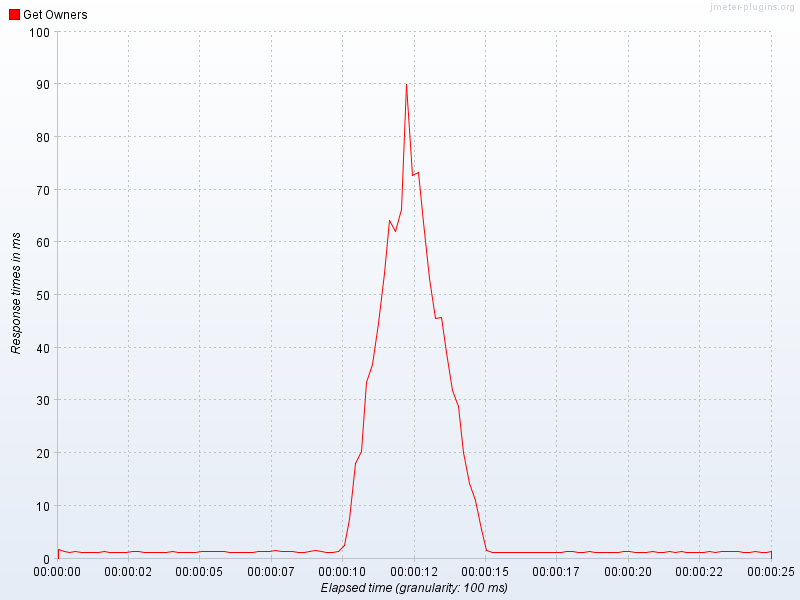 jmeter-plugins.org
Get Owners
100
90
80
70
60
50
40
30
20
10
0
Response times in ms
00:00:00 00:00:02 00:00:05 00:00:07 00:00:10 00:00:12 00:00:15 00:00:17 00:00:20 00:00:22 00:00:25
Elapsed time (granularity: 100 ms)